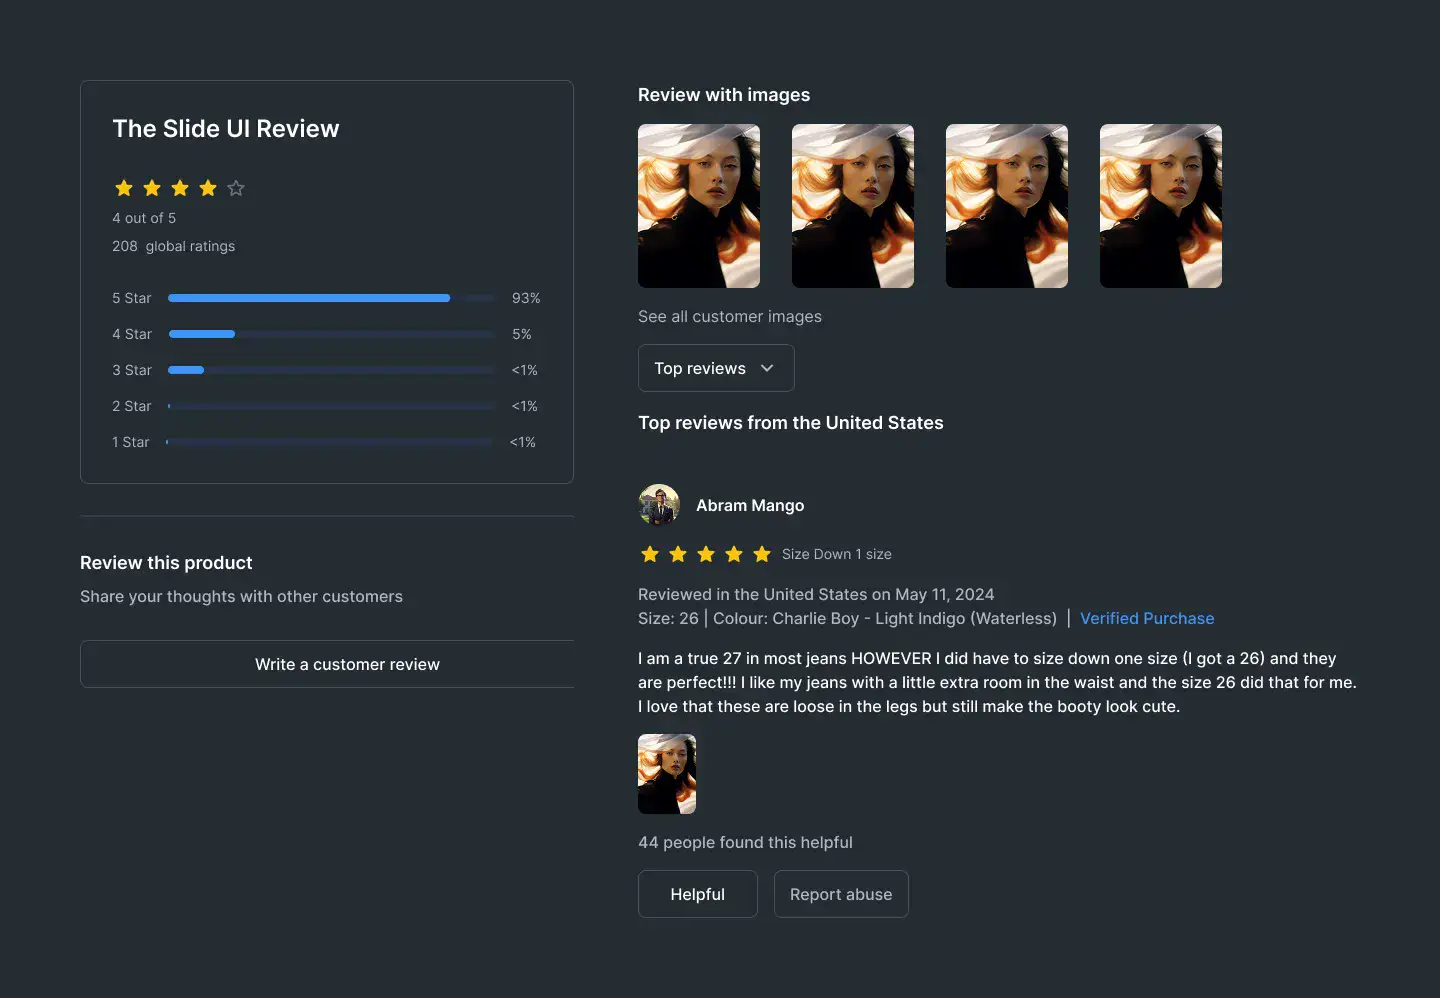 The Slide UI Review
4 out of 5
208 global ratings
5 Star 93%
4 Star 5%
3 Star <1%
2 Star <1%
1 Star <1%
Review this product
Share your thoughts with other customers
Write a customer review
Review with images
See all customer images
Top reviews
Top reviews from the United States
Abram Mango
Size Down 1 size
Reviewed in the United States on May 11, 2024
Size: 26 | Colour: Charlie Boy - Light Indigo (Waterless) | Verified Purchase
I am a true 27 in most jeans HOWEVER I did have to size down one size (I got a 26) and they
are perfect!!! I like my jeans with a little extra room in the waist and the size 26 did that for me.
I love that these are loose in the legs but still make the booty look cute.
44 people found this helpful
Helpful
Report abuse